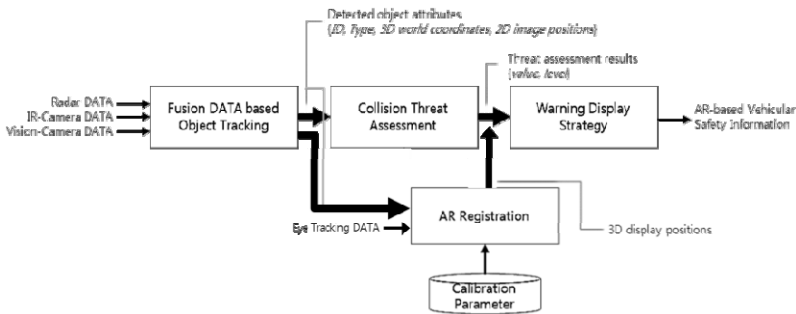 Detected object attributes
(ID, Type, 3D world coordinates, 2D image positions)
Threat assessment results
(value, level)
Radar DATA
IR-Camera DATA
Vision-Camera DATA
Fusion DATA based
Object Tracking
Collision Threat
Assessment
Warning Display
Strategy
AR-based Vehicular
Safety Information
AR Registration
Eye Tracking DATA
3D display positions
Calibration
Parameter